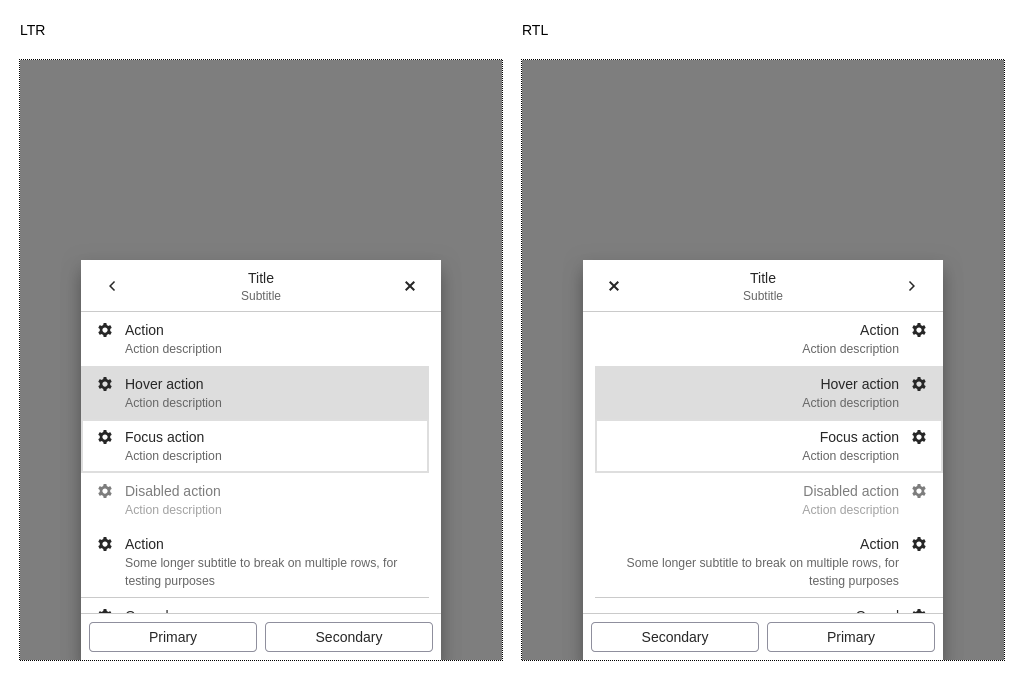 LTR
Title
Subtitle
Action
Action description
Hover action
Action description
Focus action
Action description
Disabled action
Action description
Action
Some longer subtitle to break on multiple rows, for
testing purposes
Primary
Secondary
RTL
Title
Subtitle
Action
Action description
Hover action
Action description
Focus action
Action description
Disabled action
Action description
Action
Some longer subtitle to break on multiple rows, for
testing purposes
Secondary
Primary